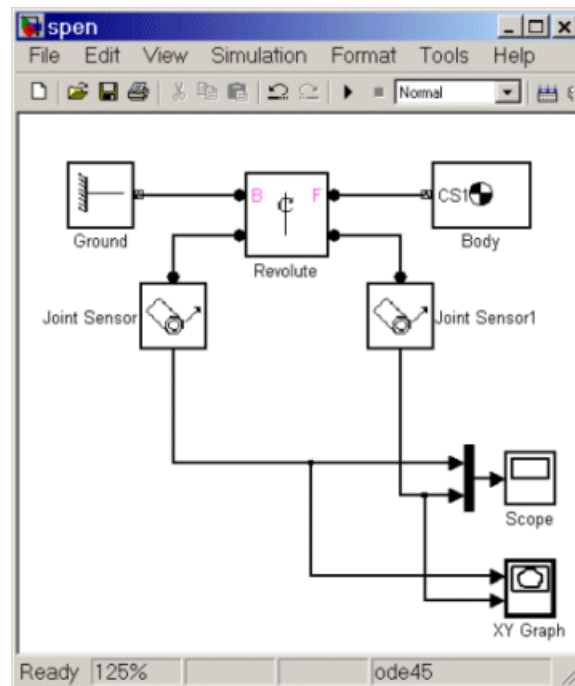 spen
File Edit View Simulation Format Tools Help
Normal
B F CS1
Ground Body
Revolute
Joint Sensor Joint Sensor1
Scope
XY Graph
Ready 125% ode45